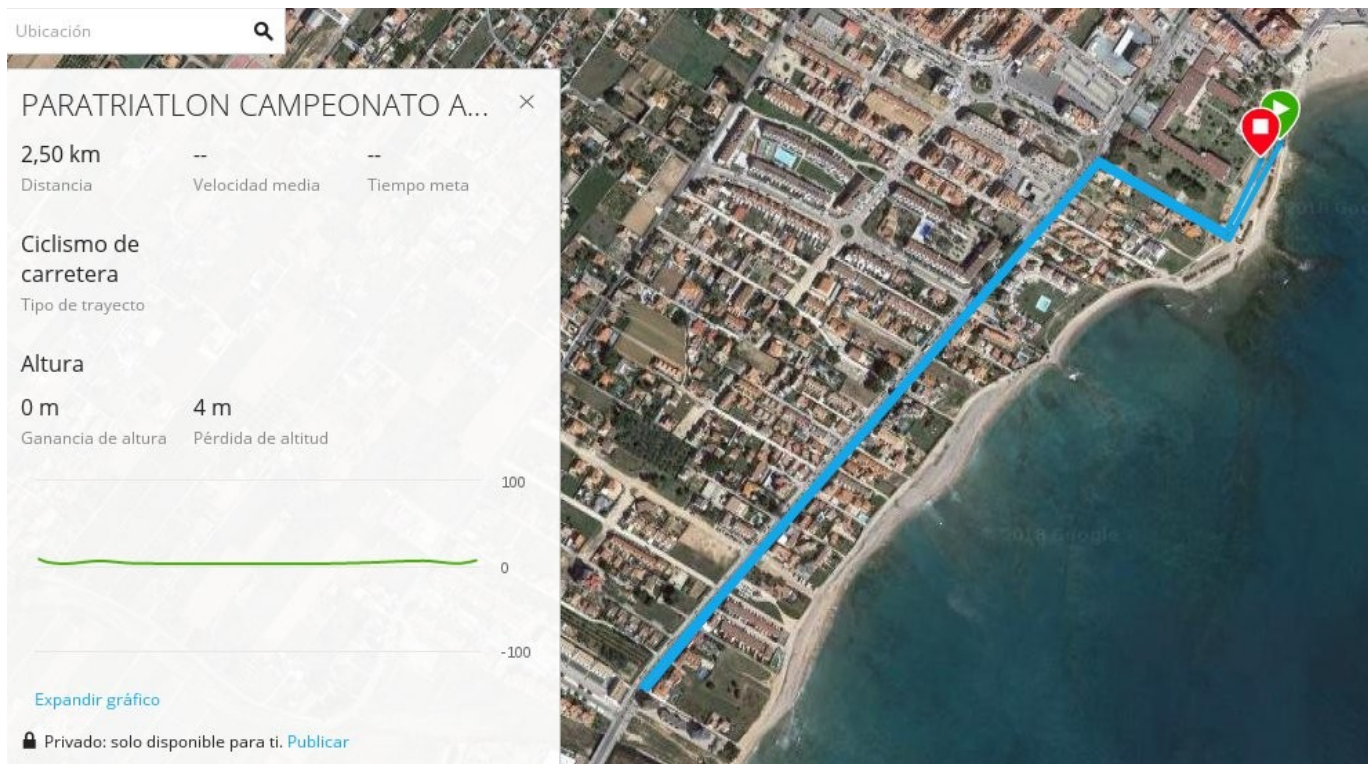 Ubicación
PARATRIATLON CAMPEONATO A...
2,50 km -- --
Distancia Velocidad media Tiempo meta
Ciclismo de
carretera
Tipo de trayecto
Altura
0 m 4 m
Ganancia de altura Pérdida de altitud
100
0
-100
Expandir gráfico
Privado: solo disponible para ti. Publicar
© 2018 Google